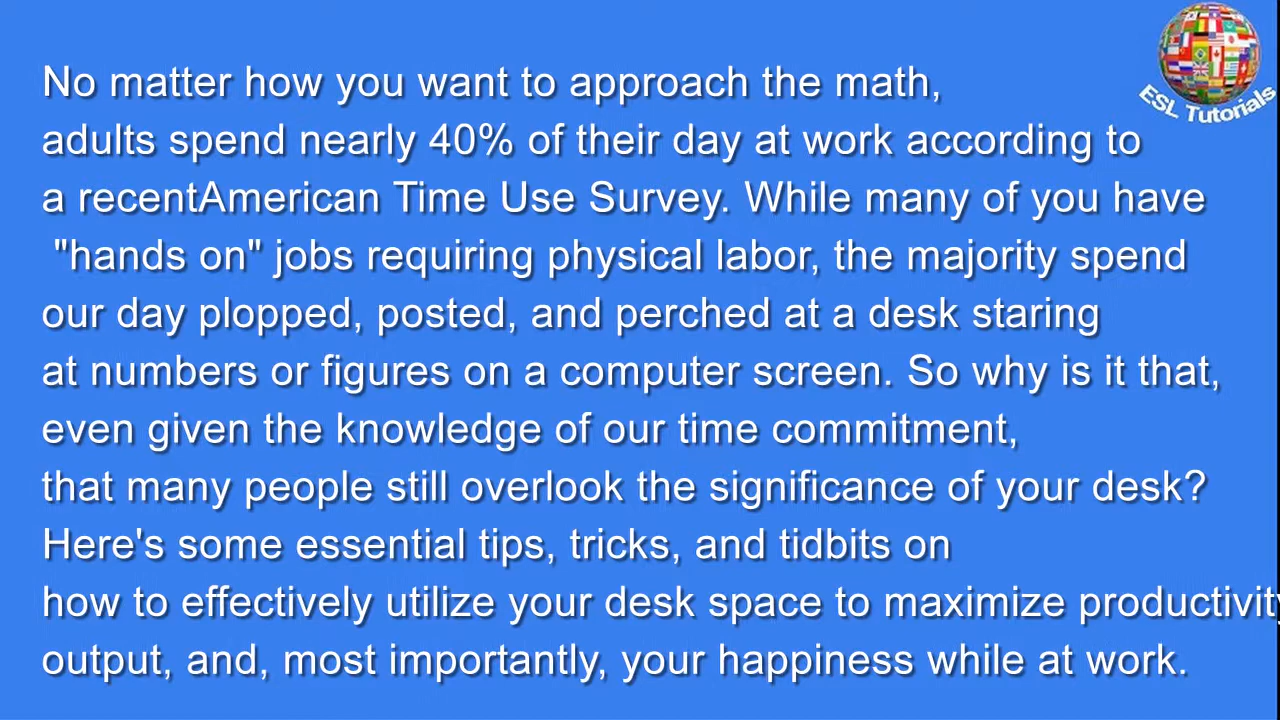 No matter how you want to approach the math,
adults spend nearly 40% of their day at work according to
a recentAmerican Time Use Survey. While many of you have
"hands on" jobs requiring physical labor, the majority spend
our day plopped, posted, and perched at a desk staring
at numbers or figures on a computer screen. So why is it that,
even given the knowledge of our time commitment,
that many people still overlook the significance of your desk?
Here's some essential tips, tricks, and tidbits on
how to effectively utilize your desk space to maximize productivity
output, and, most importantly, your happiness while at work.
ESL Tutorials